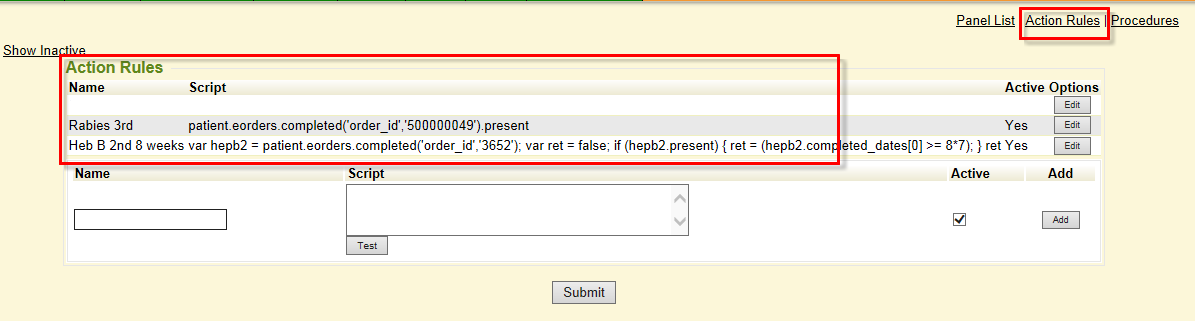 Panel List | Action Rules | Procedures
Show Inactive
Action Rules
Name Script Active Options
Edit
Rabies 3rd patient.eorders.completed('order_id','500000049').present Yes Edit
Heb B 2nd 8 weeks var hepb2 = patient.eorders.completed('order_id','3652'); var ret = false; if (hepb2.present) { ret = (hepb2.completed_dates[0] >= 8*7); } ret Yes Edit
Name Script Active Add
Add
Test
Submit